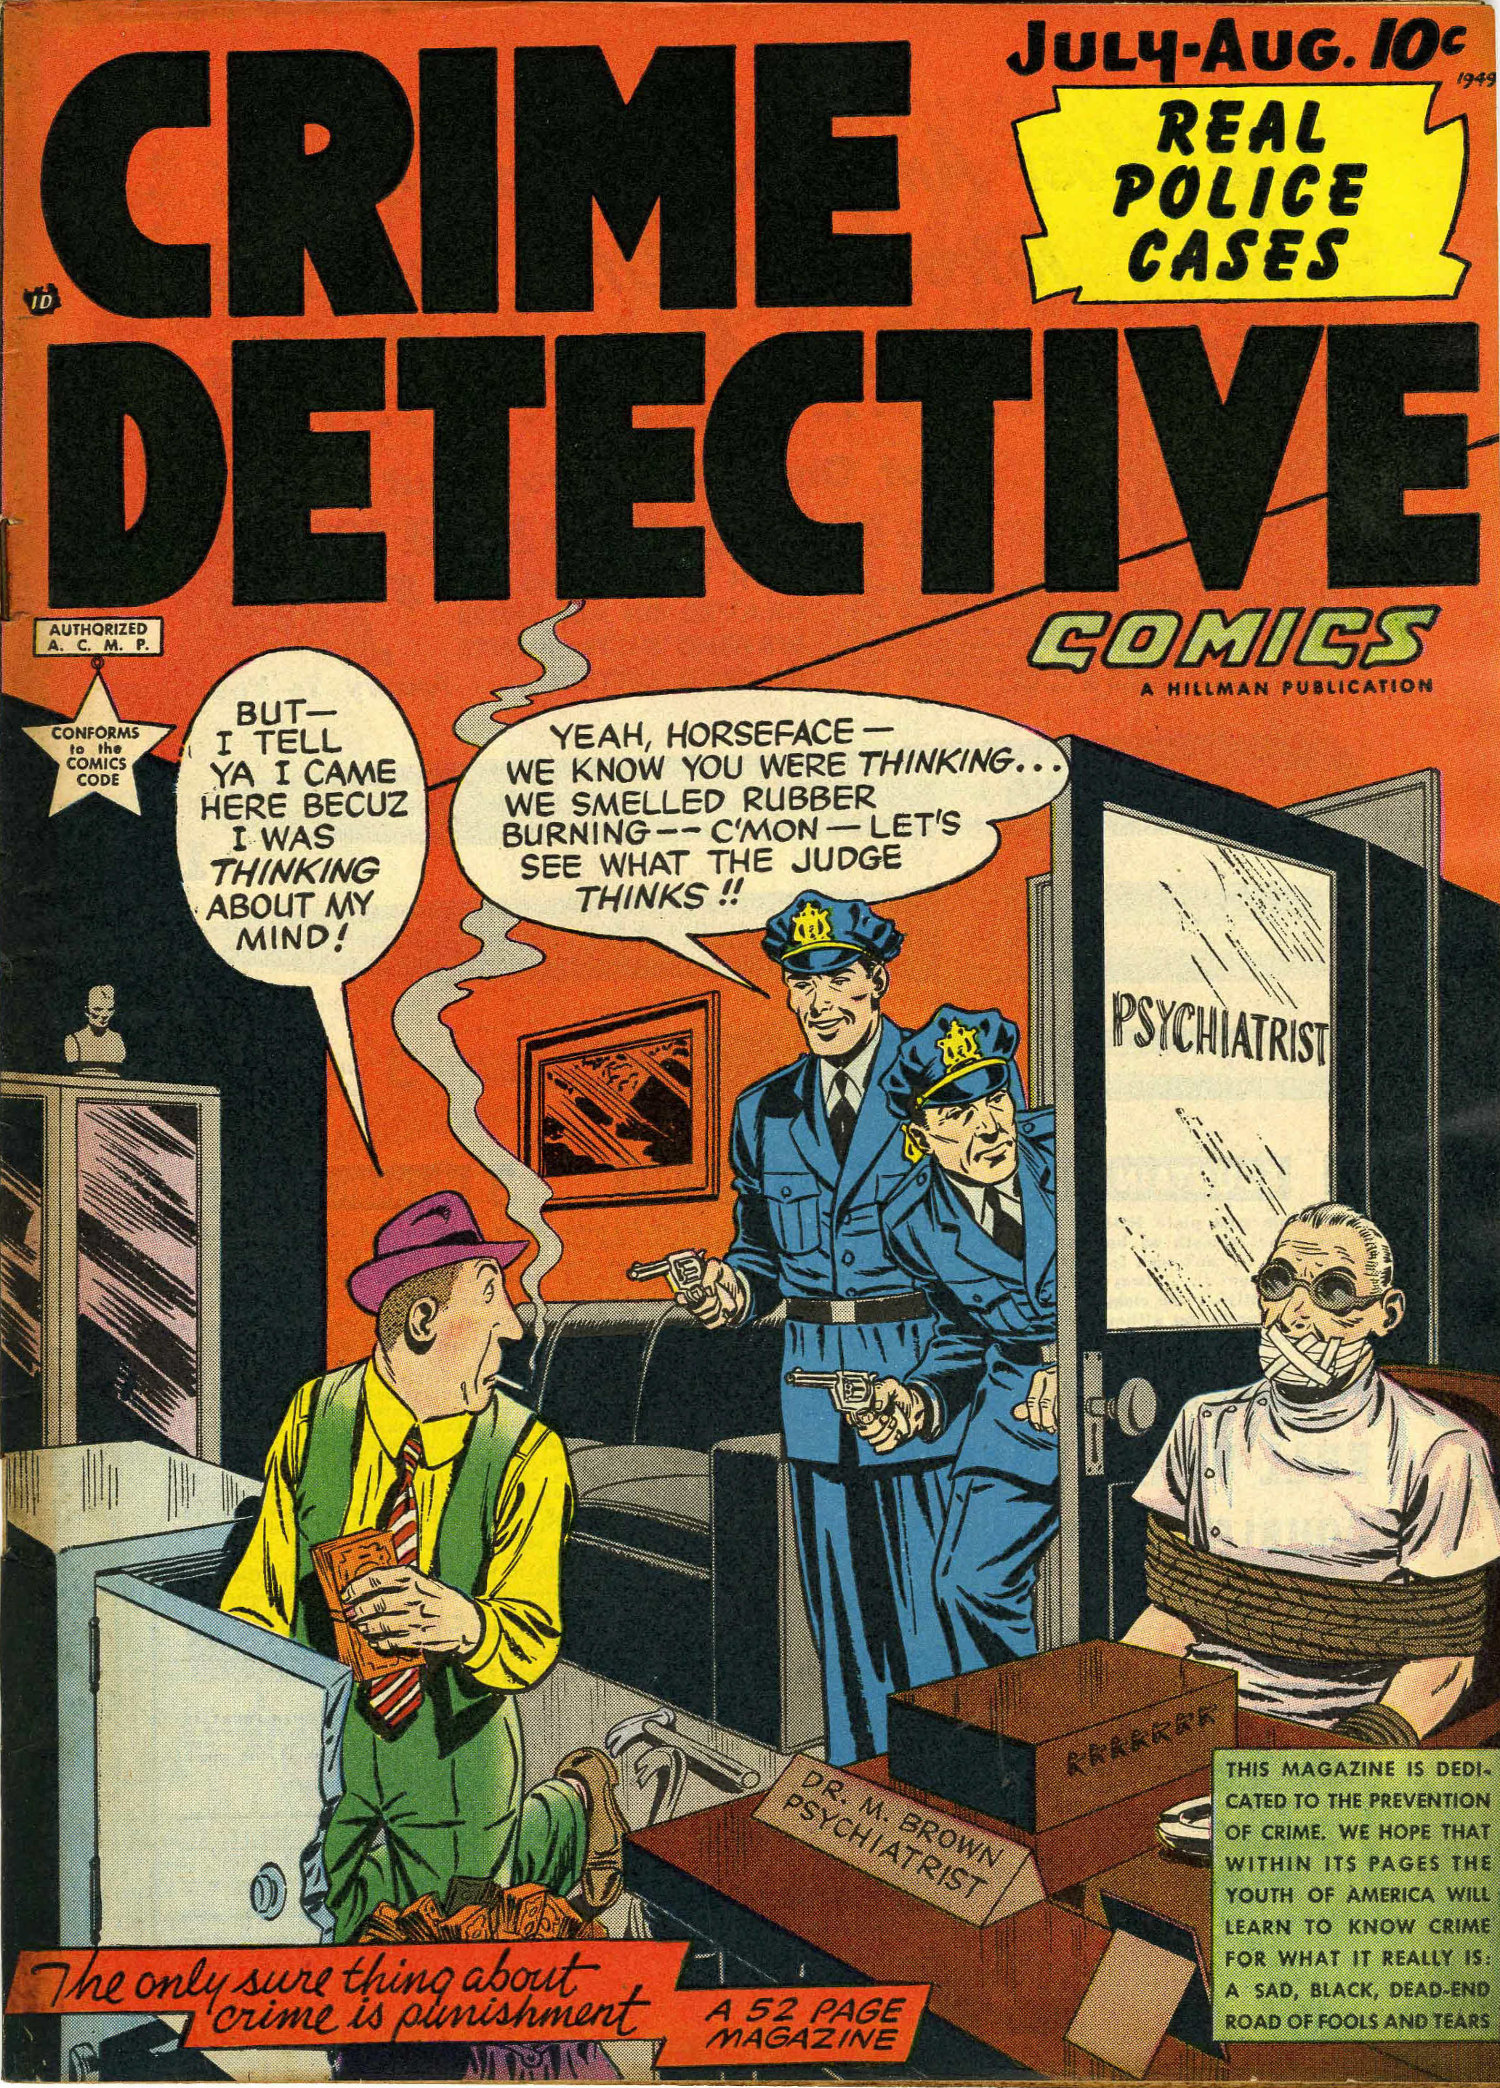 CRIME
DETECTIVE
COMICS
A HILLMAN PUBLICATION
JULY-AUG. 10¢
1949
REAL
POLICE
CASES
ID
AUTHORIZED
A. C. M. P.
CONFORMS
to the
COMICS
CODE
BUT—
I TELL
YA I CAME
HERE BECUZ
I WAS
THINKING
ABOUT MY
MIND!
YEAH, HORSEFACE—
WE KNOW YOU WERE THINKING...
WE SMELLED RUBBER
BURNING-- C'MON—LET'S
SEE WHAT THE JUDGE
THINKS!!
PSYCHIATRIST
DR. M. BROWN
PSYCHIATRIST
The only sure thing about
crime is punishment
A 52 PAGE
MAGAZINE
THIS MAGAZINE IS DEDI-
CATED TO THE PREVENTION
OF CRIME. WE HOPE THAT
WITHIN ITS PAGES THE
YOUTH OF AMERICA WILL
LEARN TO KNOW CRIME
FOR WHAT IT REALLY IS:
A SAD, BLACK, DEAD-END
ROAD OF FOOLS AND TEARS